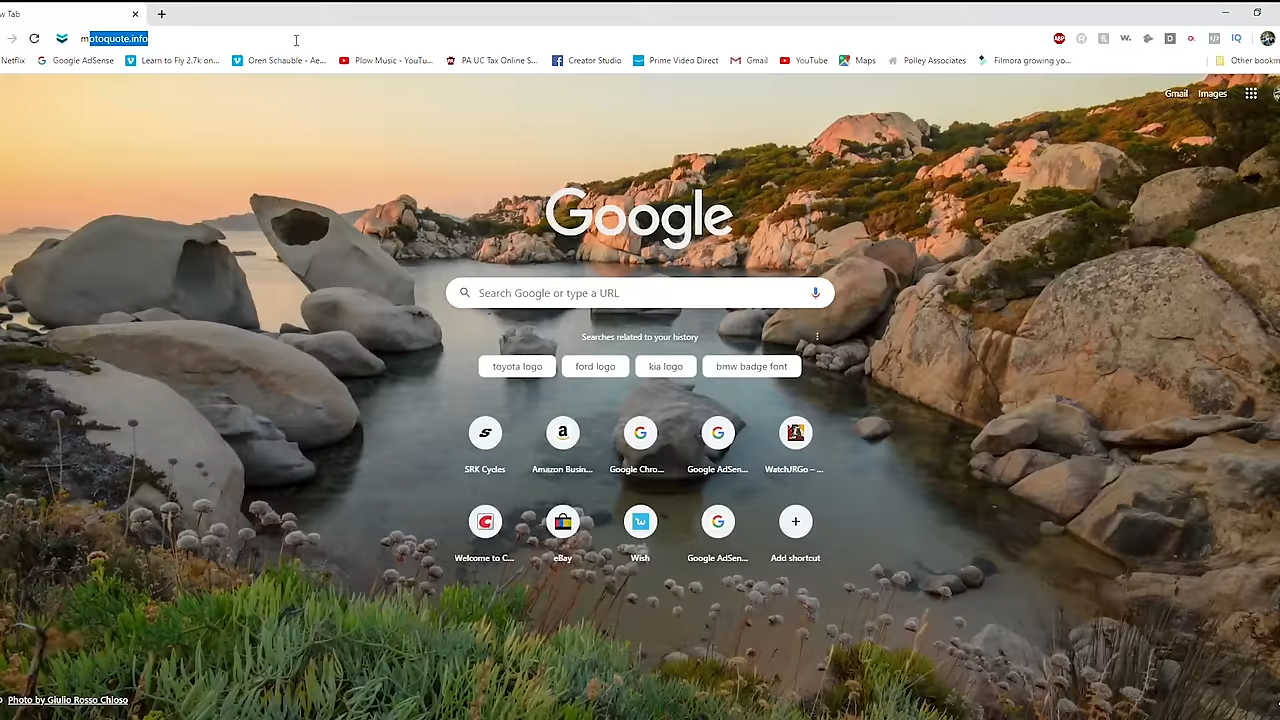 w Tab
motoquote.info
Netflix Google AdSense Learn to Fly 2.7k on... Oren Schauble - Ae... Plow Music - YouTu... PA UC Tax Online S... Creator Studio Prime Video Direct Gmail YouTube Maps Polley Associates Filmora growing yo... Other bookm
Gmail Images
Google
Search Google or type a URL
Searches related to your history
toyota logo ford logo kia logo bmw badge font
SRK Cycles Amazon Busin... Google Chro... Google AdSen... WatchJRGo – ...
Welcome to C... eBay Wish Google AdSen... Add shortcut
Photo by Giulio Rosso Chioso